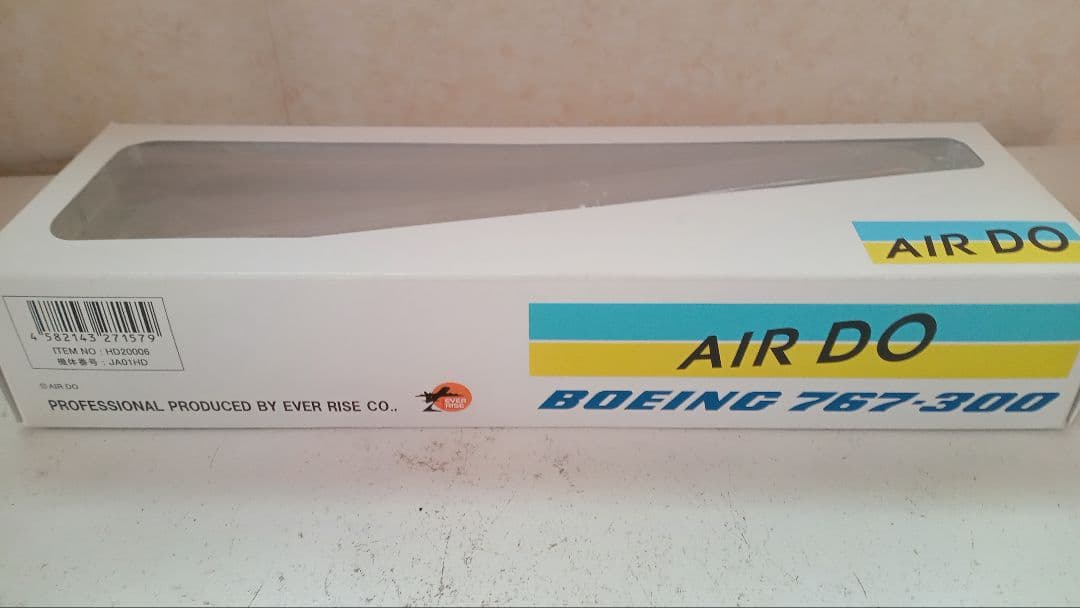 AIR DO
AIR DO
BOEING 767-300
4 582143 271579
ITEM NO : HD20006
機体番号 : JA01HD
©AIR DO
PROFESSIONAL PRODUCED BY EVER RISE CO.,
EVER
RISE